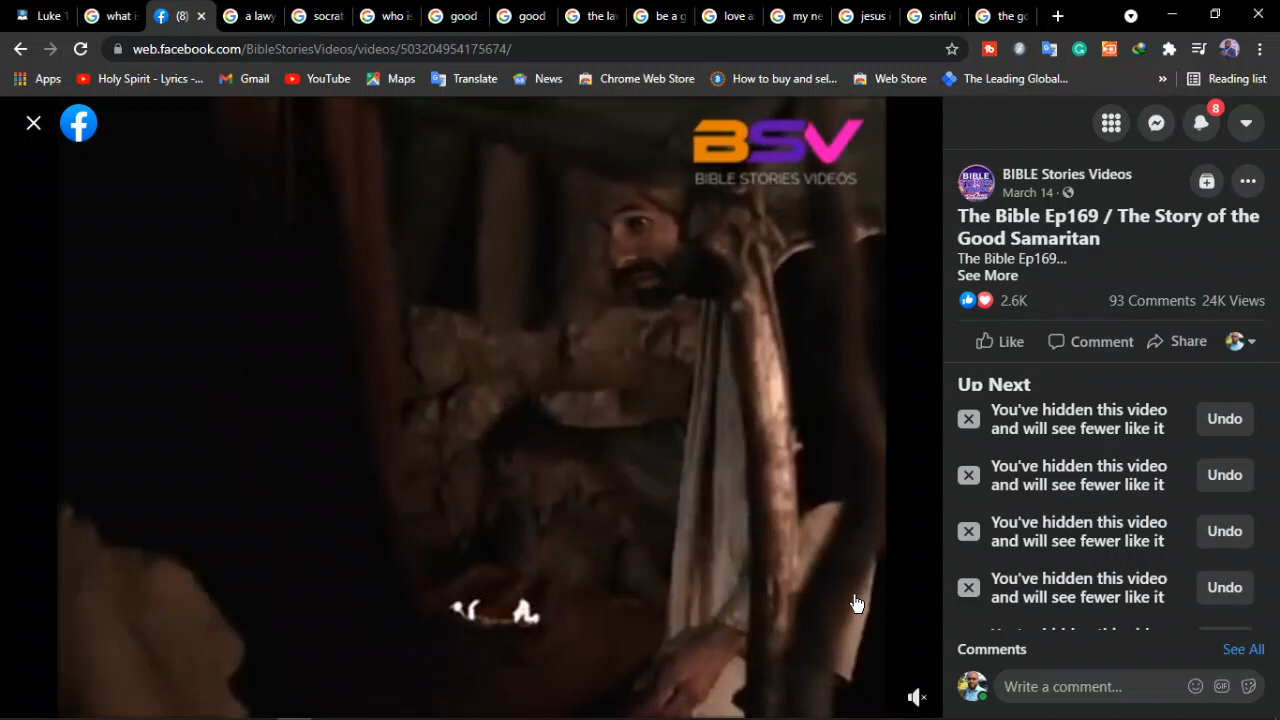 Luke 1
(8)
a lawy
socrat
who is
good
good
the la
be a g
love a
my ne
jesus i
sinful
the go
web.facebook.com/BibleStoriesVideos/videos/503204954175674/
Apps
Holy Spirit - Lyrics -...
Gmail
YouTube
Maps
Translate
News
Chrome Web Store
How to buy and sel...
Web Store
The Leading Global...
»
Reading list
BSV
BIBLE STORIES VIDEOS
8
BIBLE Stories Videos
March 14 ·
The Bible Ep169 / The Story of the
Good Samaritan
The Bible Ep169...
See More
2.6K
93 Comments 24K Views
Like
Comment
Share
Up Next
You've hidden this video
and will see fewer like it
Undo
You've hidden this video
and will see fewer like it
Undo
You've hidden this video
and will see fewer like it
Undo
You've hidden this video
and will see fewer like it
Undo
Comments
See All
Write a comment...
GIF